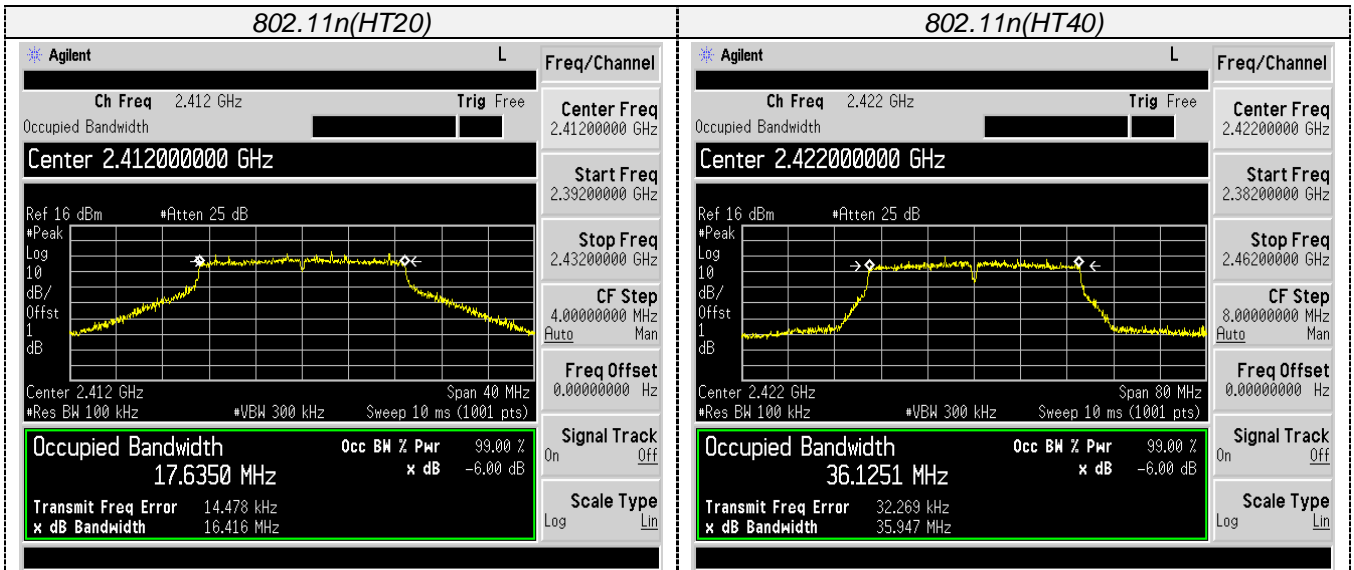 802.11n(HT20)
Agilent L
Freq/Channel
Ch Freq 2.412 GHz Trig Free
Occupied Bandwidth
Center Freq
2.41200000 GHz
Center 2.412000000 GHz
Start Freq
2.39200000 GHz
Ref 16 dBm #Atten 25 dB
#Peak
Log
10
dB/
Offst
1
dB
Stop Freq
2.43200000 GHz
CF Step
4.00000000 MHz
Auto Man
Freq Offset
0.00000000 Hz
Center 2.412 GHz Span 40 MHz
#Res BW 100 kHz #VBW 300 kHz Sweep 10 ms (1001 pts)
Signal Track
On Off
Occupied Bandwidth Occ BW % Pwr 99.00 %
17.6350 MHz x dB -6.00 dB
Transmit Freq Error 14.478 kHz
x dB Bandwidth 16.416 MHz
Scale Type
Log Lin
802.11n(HT40)
Agilent L
Freq/Channel
Ch Freq 2.422 GHz Trig Free
Occupied Bandwidth
Center Freq
2.42200000 GHz
Center 2.422000000 GHz
Start Freq
2.38200000 GHz
Ref 16 dBm #Atten 25 dB
#Peak
Log
10
dB/
Offst
1
dB
Stop Freq
2.46200000 GHz
CF Step
8.00000000 MHz
Auto Man
Freq Offset
0.00000000 Hz
Center 2.422 GHz Span 80 MHz
#Res BW 100 kHz #VBW 300 kHz Sweep 10 ms (1001 pts)
Signal Track
On Off
Occupied Bandwidth Occ BW % Pwr 99.00 %
36.1251 MHz x dB -6.00 dB
Transmit Freq Error 32.269 kHz
x dB Bandwidth 35.947 MHz
Scale Type
Log Lin